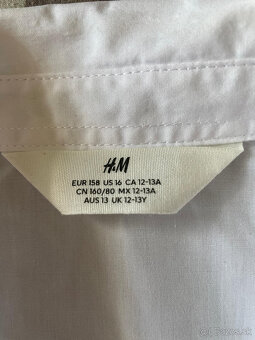 H&M
EUR 158 US 16 CA 12-13A
CN 160/80 MX 12-13A
AUS 13 UK 12-13Y